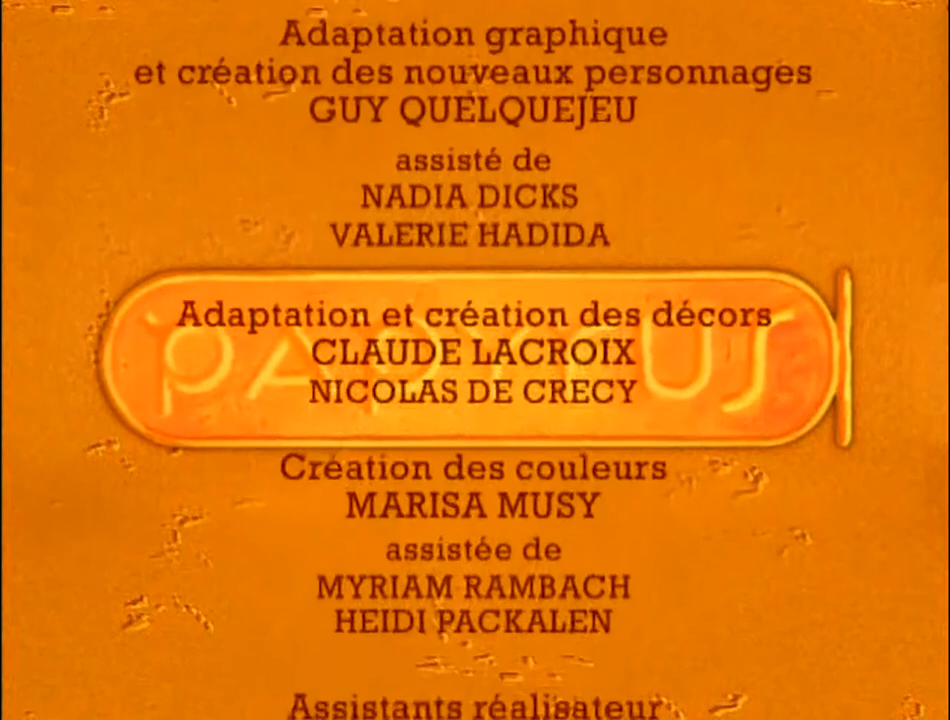 Adaptation graphique
et création des nouveaux personnages
GUY QUELQUEJEU
assisté de
NADIA DICKS
VALERIE HADIDA
Adaptation et création des décors
PAPYRUS
CLAUDE LACROIX
NICOLAS DE CRECY
Création des couleurs
MARISA MUSY
assistée de
MYRIAM RAMBACH
HEIDI PACKALEN
Assistants réalisateur